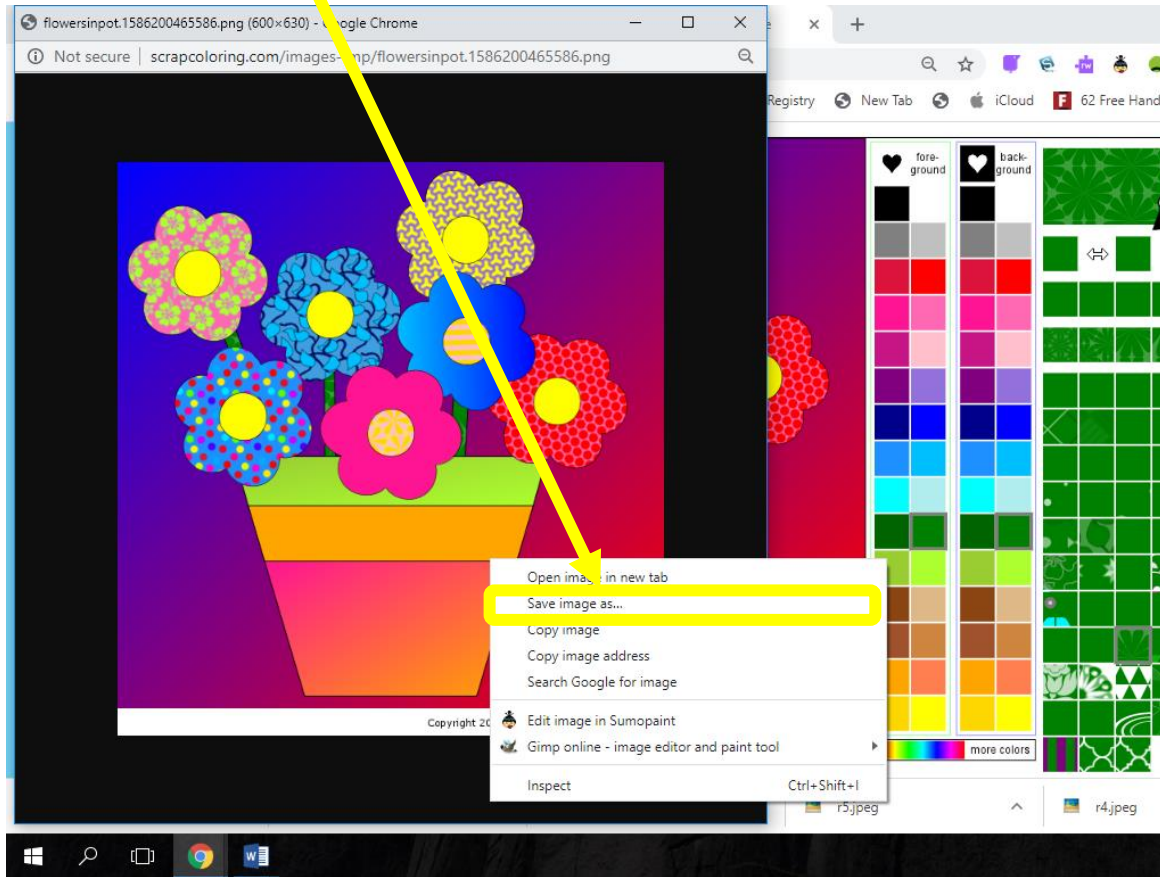 flowersinpot.1586200465586.png (600×630) - Google Chrome
Not secure | scrapcoloring.com/images-tmp/flowersinpot.1586200465586.png
Registry New Tab iCloud 62 Free Hand
fore-
ground
back-
ground
Open image in new tab
Save image as...
Copy image
Copy image address
Search Google for image
Edit image in Sumopaint
Gimp online - image editor and paint tool
Inspect Ctrl+Shift+I
Copyright 20
more colors
r5.jpeg
r4.jpeg